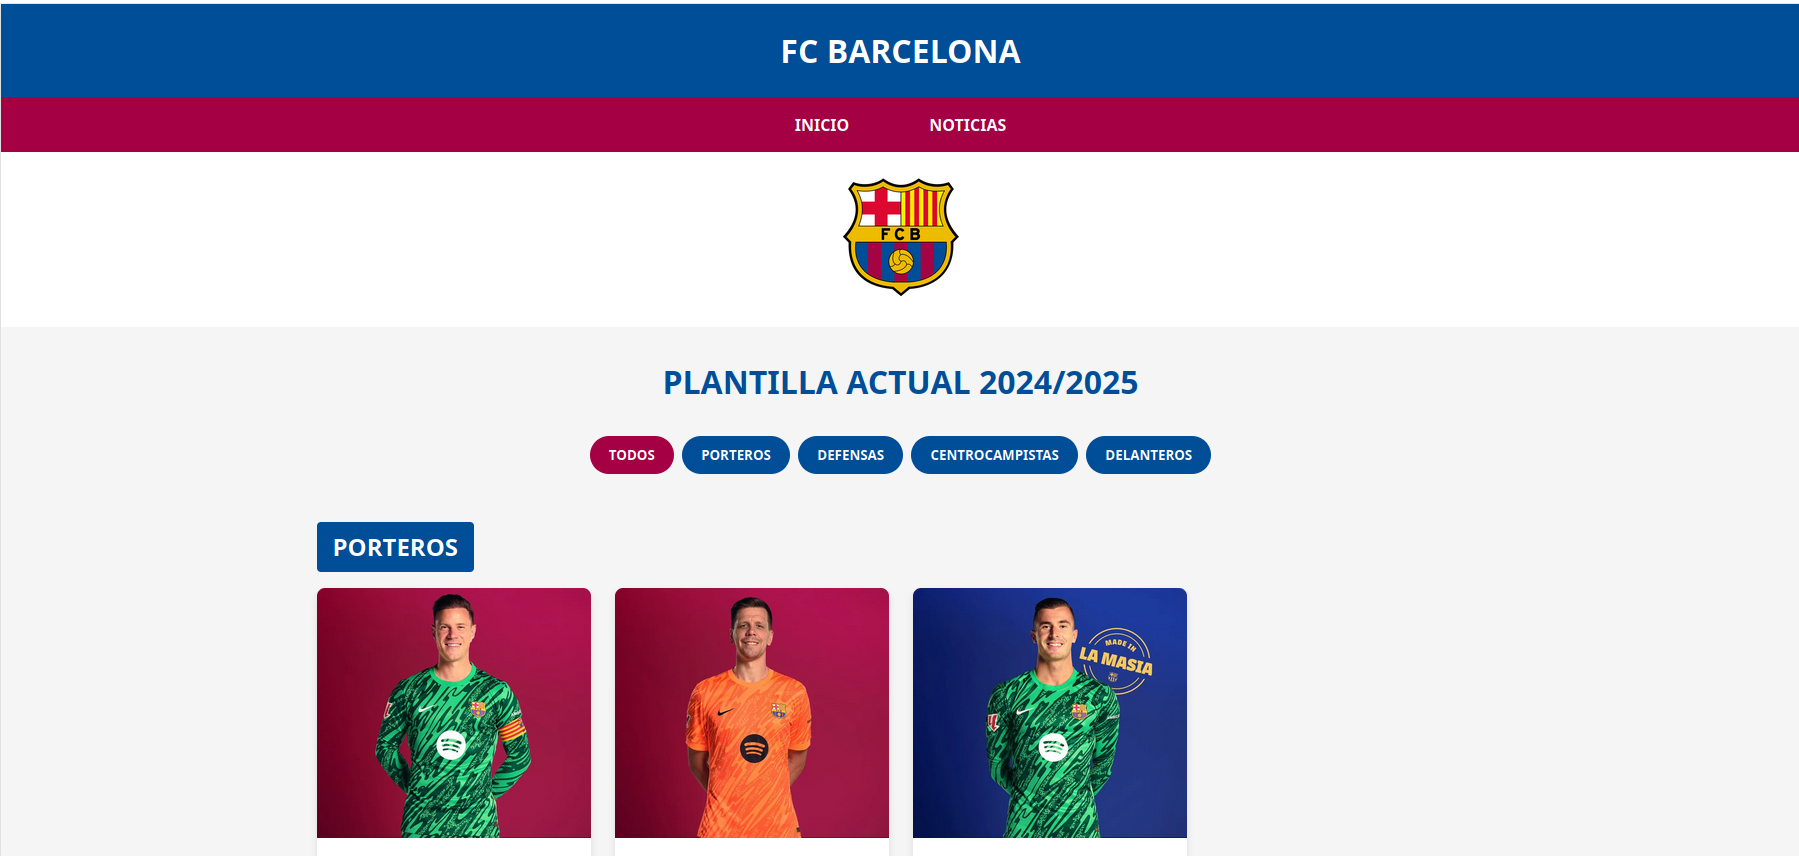 FC BARCELONA
INICIO NOTICIAS
FCB
PLANTILLA ACTUAL 2024/2025
TODOS PORTEROS DEFENSAS CENTROCAMPISTAS DELANTEROS
PORTEROS
MADE IN
LA MASIA